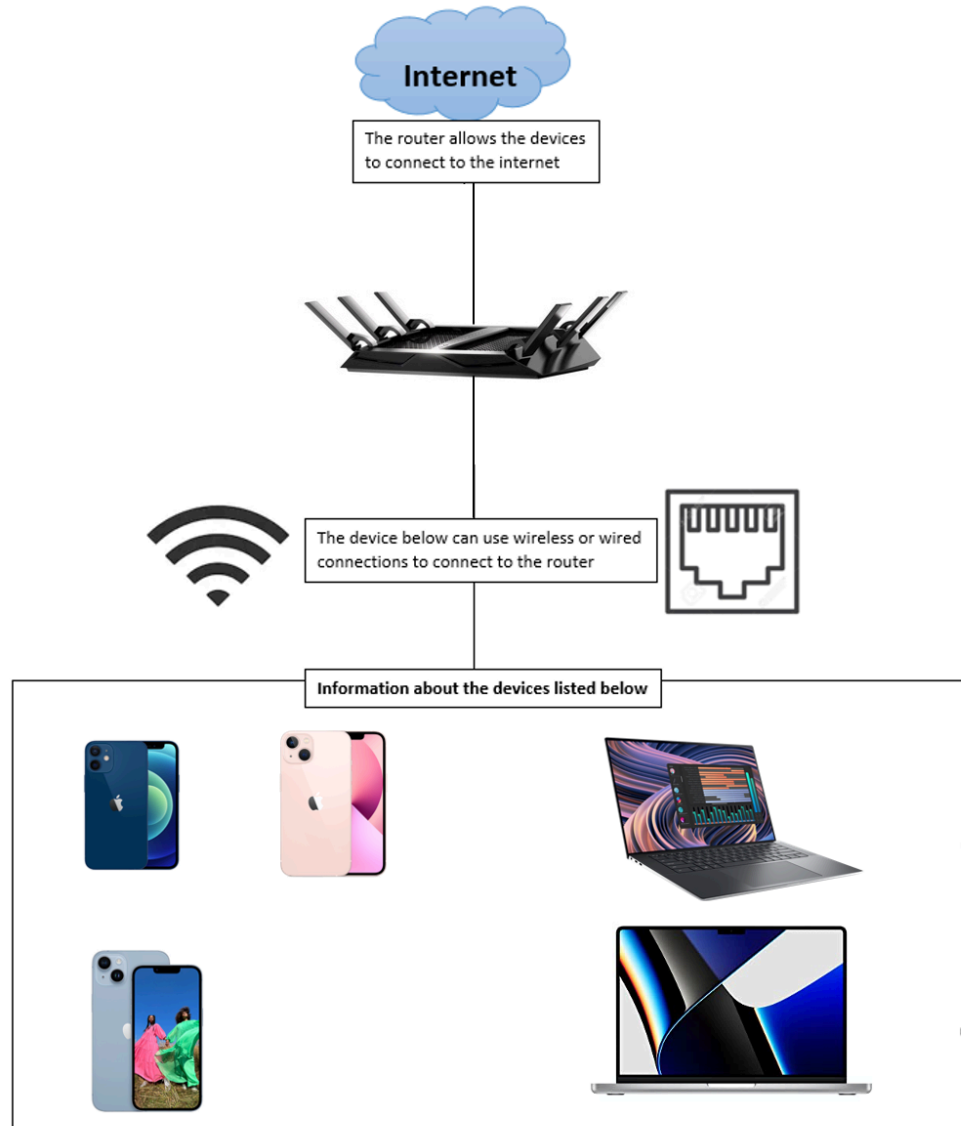 Internet
The router allows the devices
to connect to the internet
The device below can use wireless or wired
connections to connect to the router
Information about the devices listed below